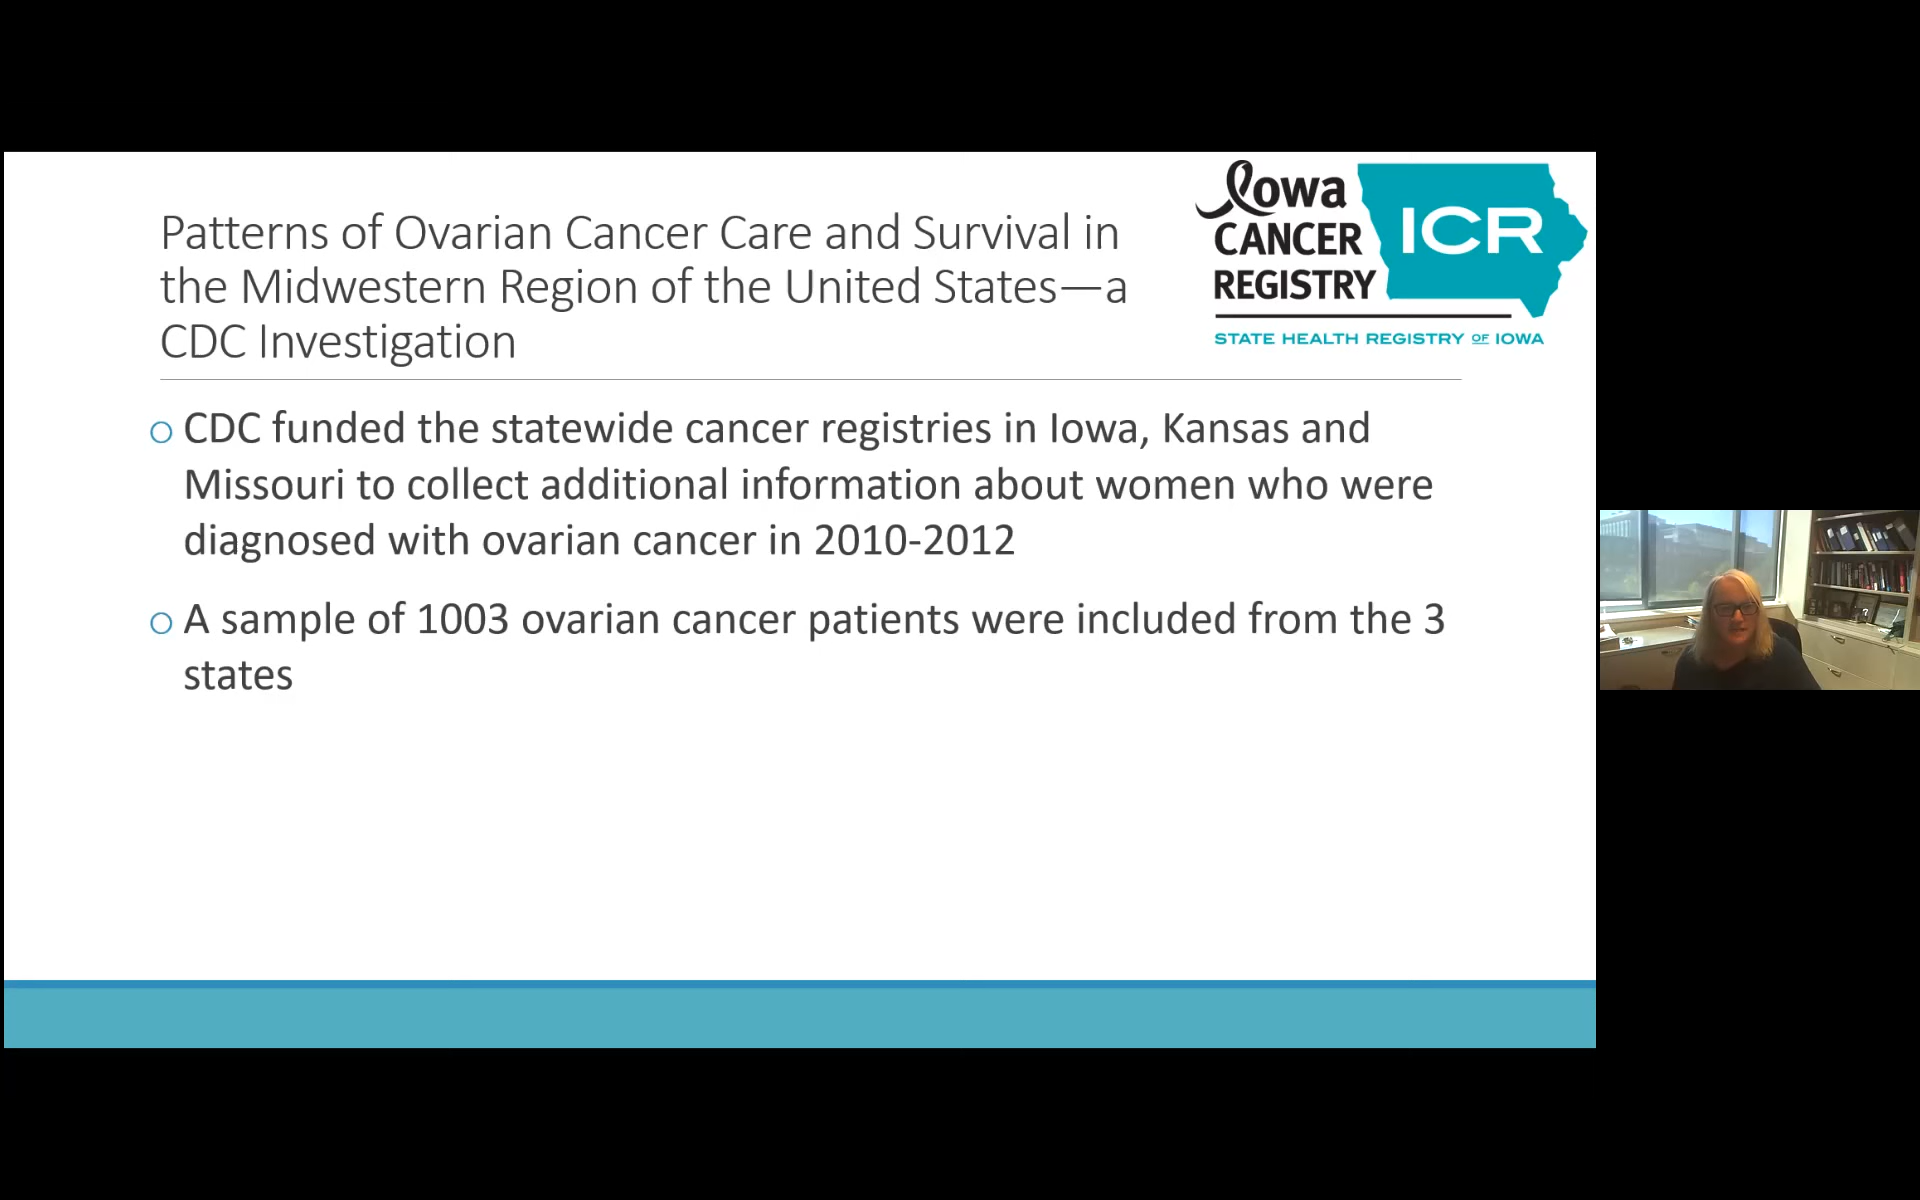 Patterns of Ovarian Cancer Care and Survival in
the Midwestern Region of the United States—a
CDC Investigation
Iowa
CANCER
REGISTRY
ICR
STATE HEALTH REGISTRY OF IOWA
o CDC funded the statewide cancer registries in Iowa, Kansas and
Missouri to collect additional information about women who were
diagnosed with ovarian cancer in 2010-2012
o A sample of 1003 ovarian cancer patients were included from the 3
states